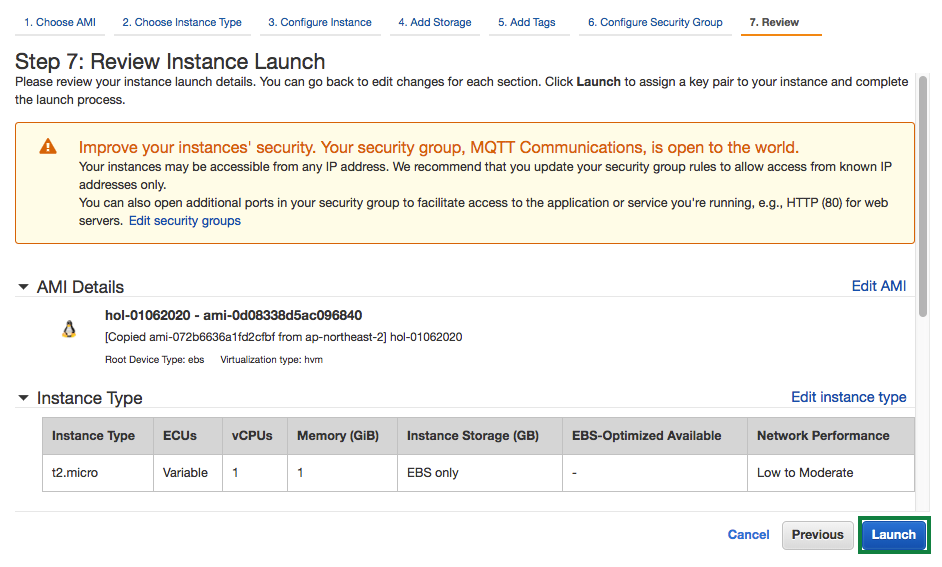 1. Choose AMI 2. Choose Instance Type 3. Configure Instance 4. Add Storage 5. Add Tags 6. Configure Security Group 7. Review
Step 7: Review Instance Launch
Please review your instance launch details. You can go back to edit changes for each section. Click Launch to assign a key pair to your instance and complete
the launch process.
Improve your instances' security. Your security group, MQTT Communications, is open to the world.
Your instances may be accessible from any IP address. We recommend that you update your security group rules to allow access from known IP
addresses only.
You can also open additional ports in your security group to facilitate access to the application or service you're running, e.g., HTTP (80) for web
servers. Edit security groups
AMI Details Edit AMI
hol-01062020 - ami-0d08338d5ac096840
[Copied ami-072b6636a1fd2cfbf from ap-northeast-2] hol-01062020
Root Device Type: ebs Virtualization type: hvm
Instance Type Edit instance type
Instance Type ECUs vCPUs Memory (GiB) Instance Storage (GB) EBS-Optimized Available Network Performance
t2.micro Variable 1 1 EBS only - Low to Moderate
Cancel Previous Launch